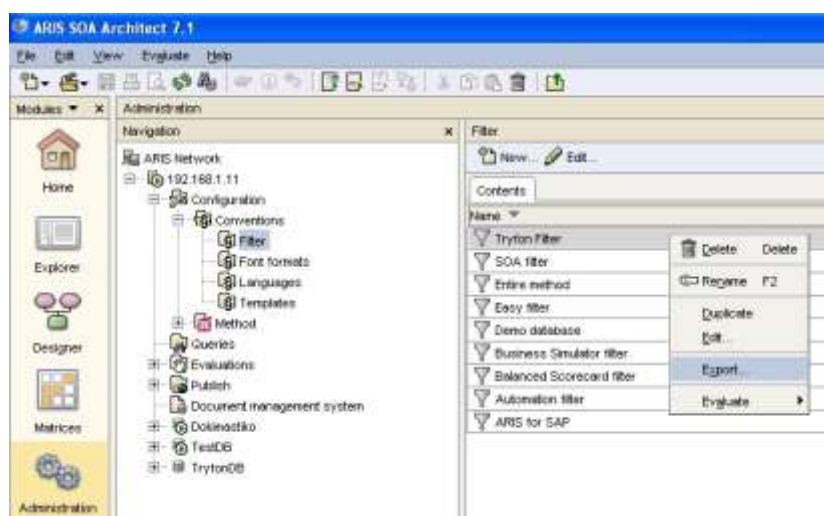 ARIS SOA Architect 7.1
File Edit View Evaluate Help
Modules
Administration
Navigation
Filter
ARIS Network
192.168.1.11
Configuration
Conventions
Filter
Font formats
Languages
Templates
Method
Queries
Evaluations
Publish
Document management system
Dokimastiko
TestDB
TrytonDB
Home
Explorer
Designer
Matrices
Administration
New... Edit...
Contents
Name
Tryton Filter
SOA filter
Entire method
Easy filter
Demo database
Business Simulator filter
Balanced Scorecard filter
Automation filter
ARIS for SAP
Delete Delete
Rename F2
Duplicate
Edit...
Export...
Evaluate